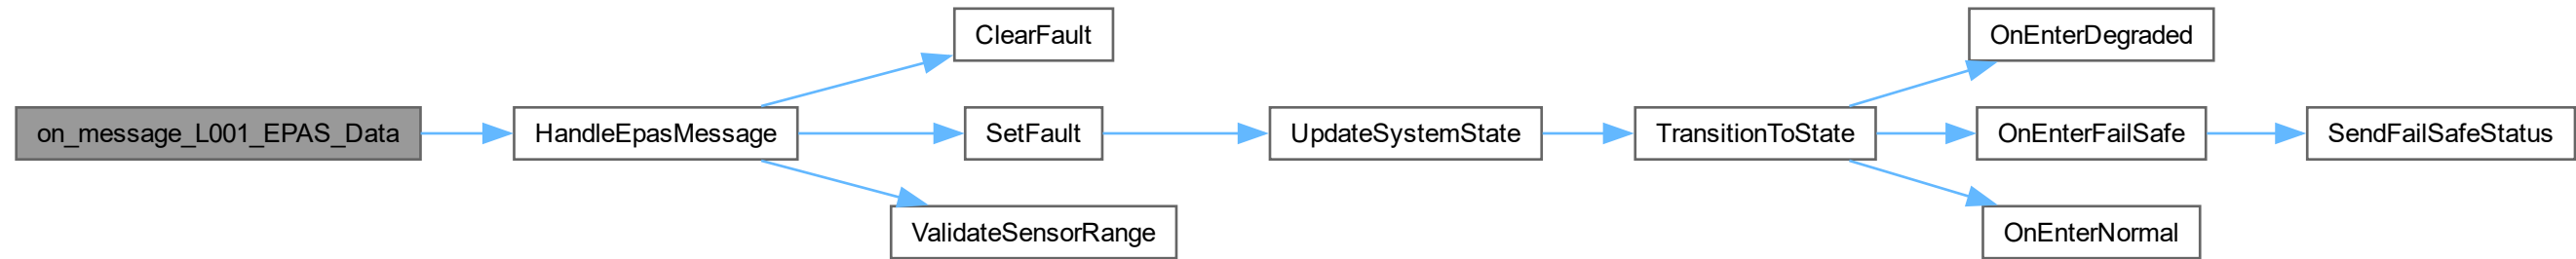 on_message_L001_EPAS_Data
HandleEpasMessage
ClearFault
SetFault
ValidateSensorRange
UpdateSystemState
TransitionToState
OnEnterDegraded
OnEnterFailSafe
OnEnterNormal
SendFailSafeStatus